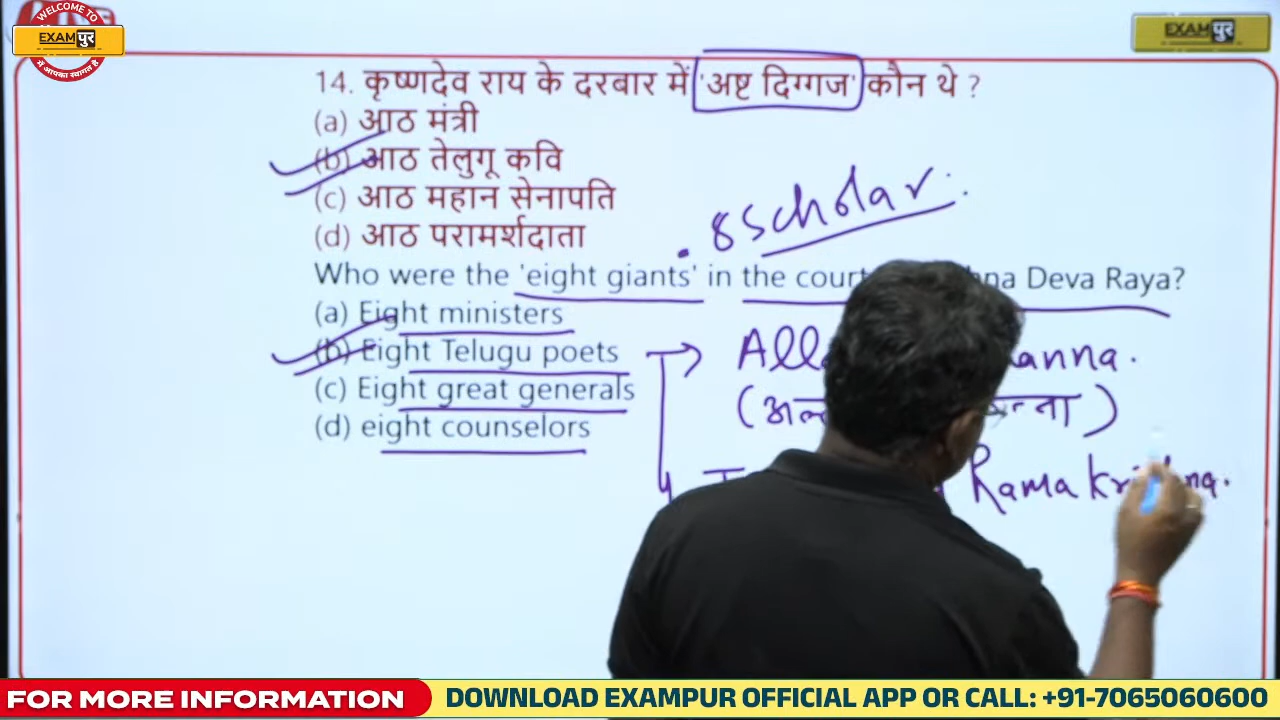 WELCOME TO
EXAMपुर
में आपका स्वागत है
EXAMपुर
14. कृष्णदेव राय के दरबार में 'अष्ट दिग्गज' कौन थे ?
(a) आठ मंत्री
(b) आठ तेलुगू कवि
(c) आठ महान सेनापति
(d) आठ परामर्शदाता
. 8 Scholar.
Who were the 'eight giants' in the court Deva Raya?
(a) Eight ministers
(b) Eight Telugu poets
(c) Eight great generals
(d) eight counselors
Rama
FOR MORE INFORMATION
DOWNLOAD EXAMPUR OFFICIAL APP OR CALL: +91-7065060600